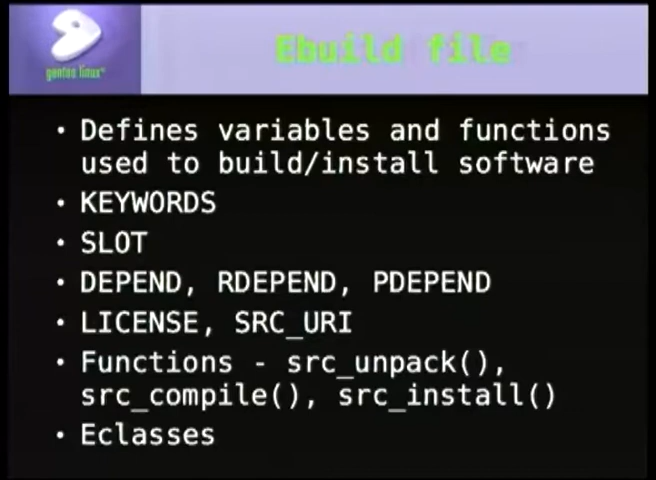 gentoo linux
Ebuild file
• Defines variables and functions
used to build/install software
• KEYWORDS
• SLOT
• DEPEND, RDEPEND, PDEPEND
• LICENSE, SRC_URI
• Functions - src_unpack(),
src_compile(), src_install()
• Eclasses